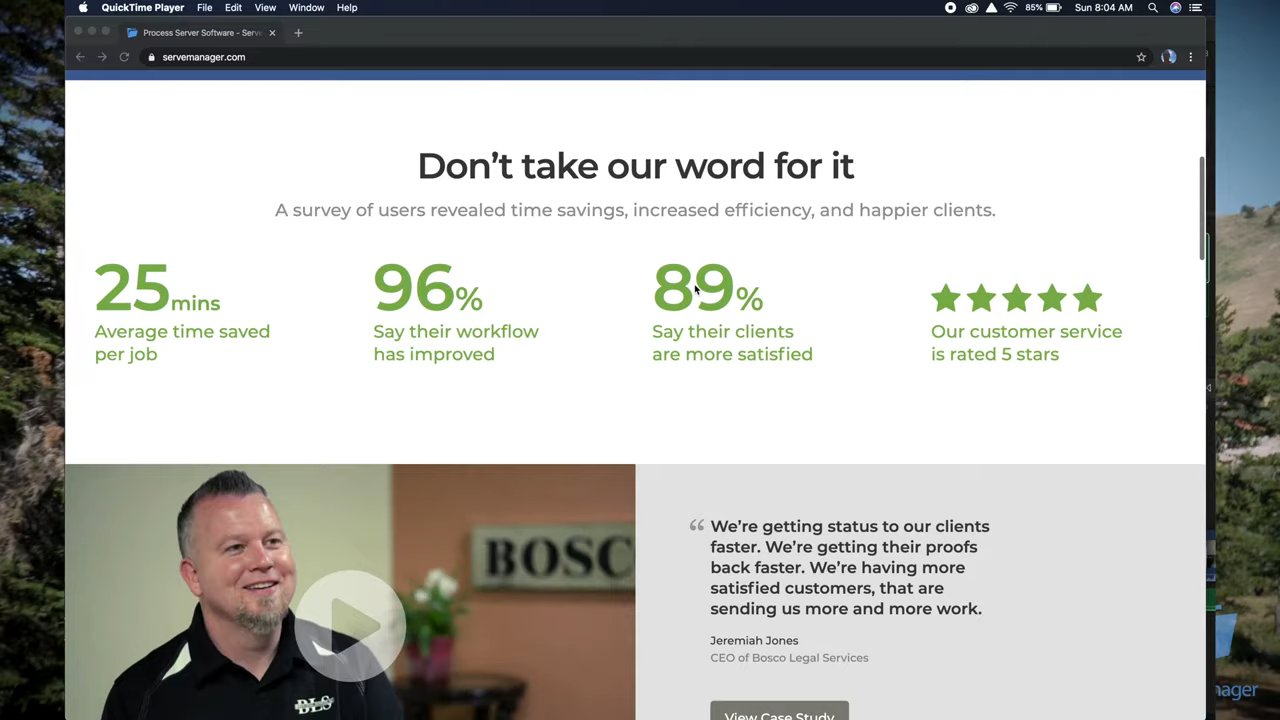 QuickTime Player File Edit View Window Help
85% Sun 8:04 AM
Process Server Software - Serve
servemanager.com
Don't take our word for it
A survey of users revealed time savings, increased efficiency, and happier clients.
25 mins
Average time saved
per job
96%
Say their workflow
has improved
89%
Say their clients
are more satisfied
Our customer service
is rated 5 stars
BOSC
DLS
“ We're getting status to our clients
faster. We're getting their proofs
back faster. We're having more
satisfied customers, that are
sending us more and more work.
Jeremiah Jones
CEO of Bosco Legal Services
View Case Study
nager